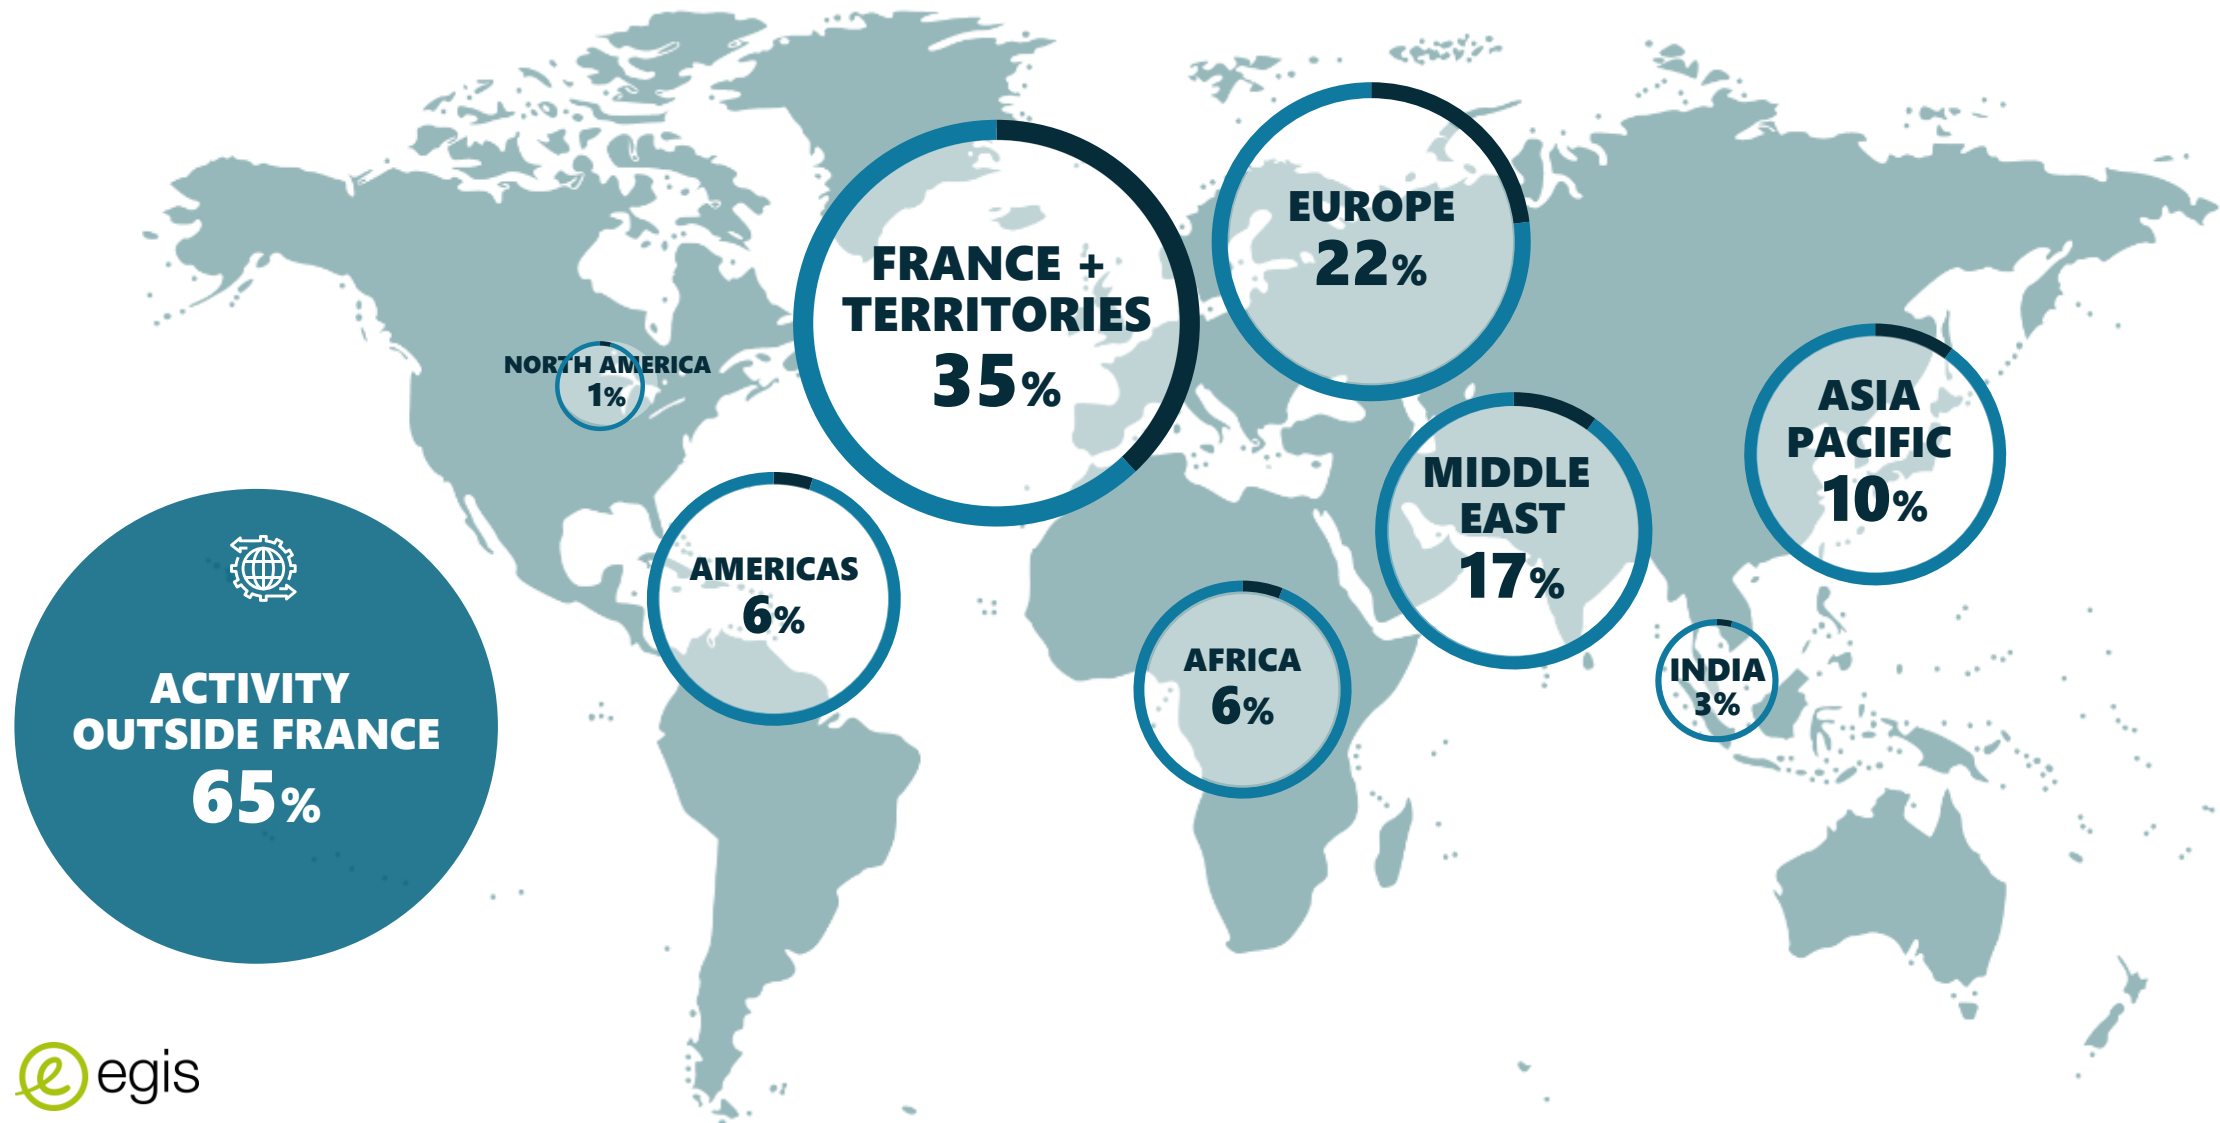 FRANCE +
TERRITORIES
35%
EUROPE
22%
NORTH AMERICA
1%
ASIA
PACIFIC
10%
MIDDLE
EAST
17%
AMERICAS
6%
AFRICA
6%
INDIA
3%
ACTIVITY
OUTSIDE FRANCE
65%
egis